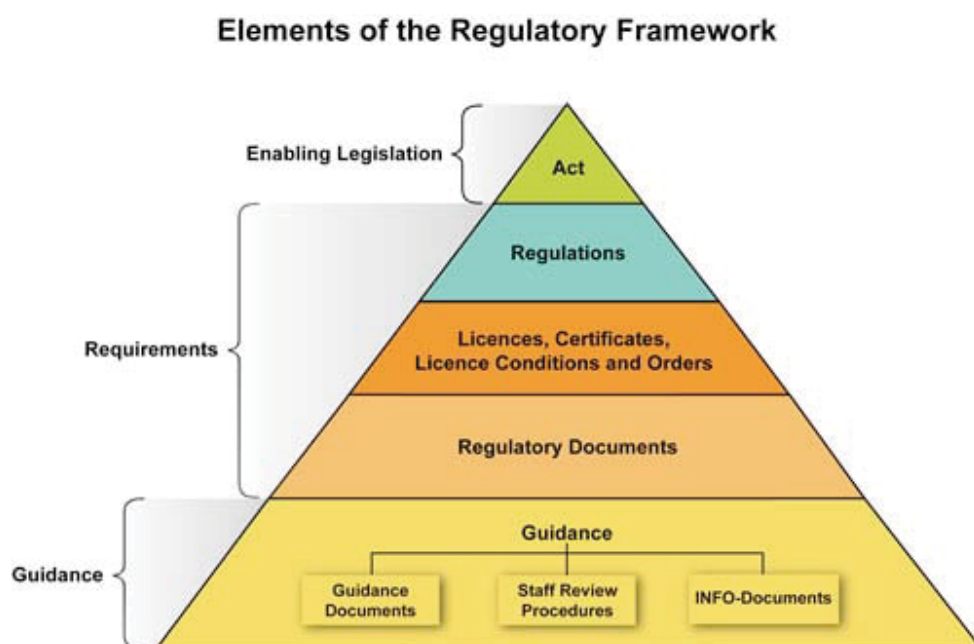 Elements of the Regulatory Framework
Enabling Legislation
Act
Regulations
Requirements
Licences, Certificates,
Licence Conditions and Orders
Regulatory Documents
Guidance
Guidance
Guidance
Documents
Staff Review
Procedures
INFO-Documents